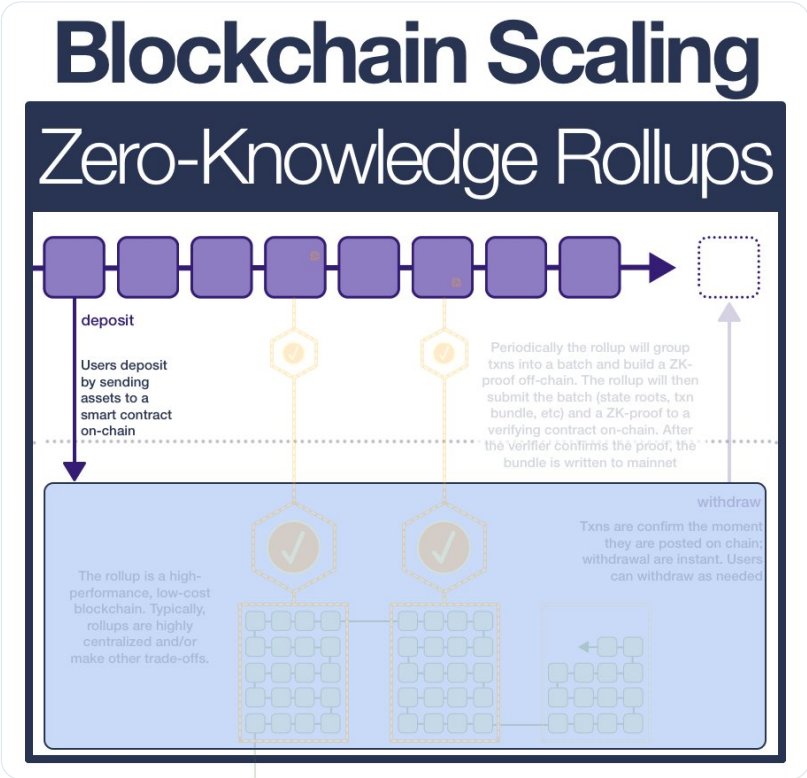 Blockchain Scaling
Zero-Knowledge Rollups
deposit
Users deposit
by sending
assets to a
smart contract
on-chain
Periodically the rollup will group
txns into a batch and build a ZK-
proof off-chain. The rollup will then
submit the batch (state roots, txn
bundle, etc) and a ZK-proof to a
verifying contract on-chain. After
the verifier confirms the proof, the
bundle is written to mainnet
withdraw
Txns are confirm the moment
they are posted on chain;
withdrawal are instant. Users
can withdraw as needed
The rollup is a high-
performance, low-cost
blockchain. Typically,
rollups are highly
centralized and/or
make other trade-offs.